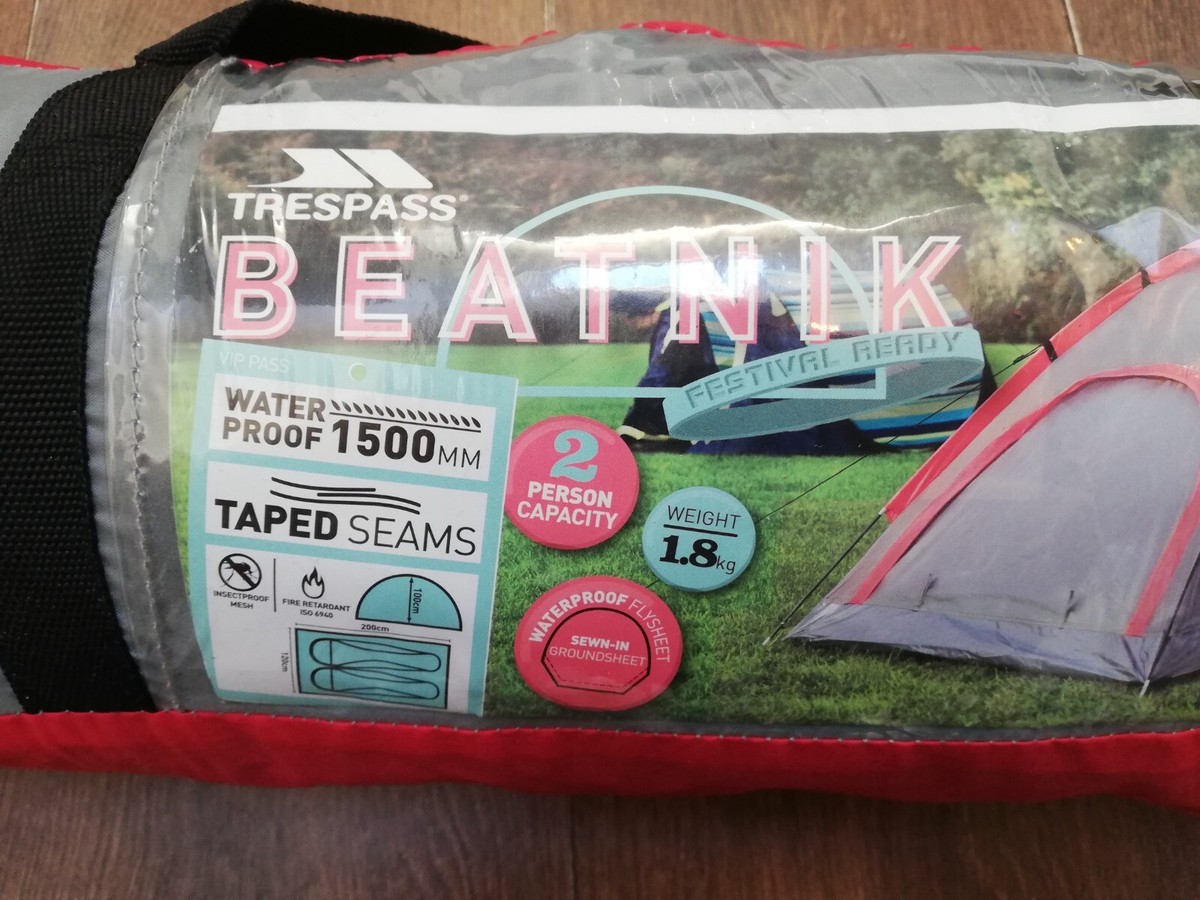 TRESPASS®
BEATNIK
FESTIVAL READY
VIP PASS
WATER
PROOF 1500MM
TAPED SEAMS
INSECTPROOF
MESH
FIRE RETARDANT
ISO 6940
100cm
200cm
120cm
2
PERSON
CAPACITY
WEIGHT
1.8kg
WATERPROOF FLYSHEET
SEWN-IN
GROUNDSHEET